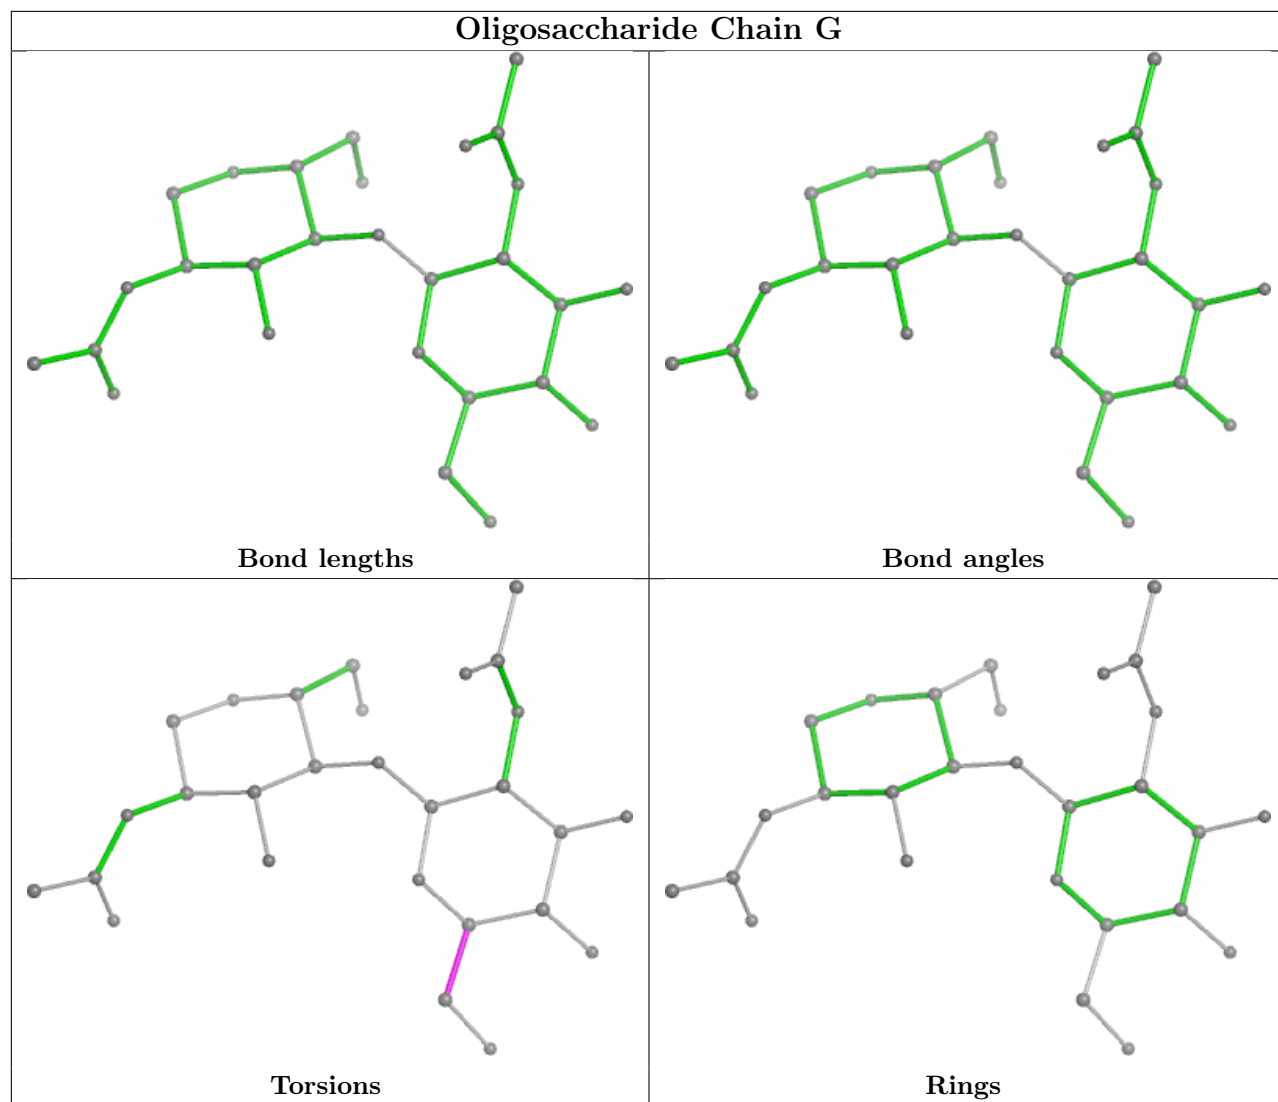 Oligosaccharide Chain G
Bond lengths
Bond angles
Torsions
Rings